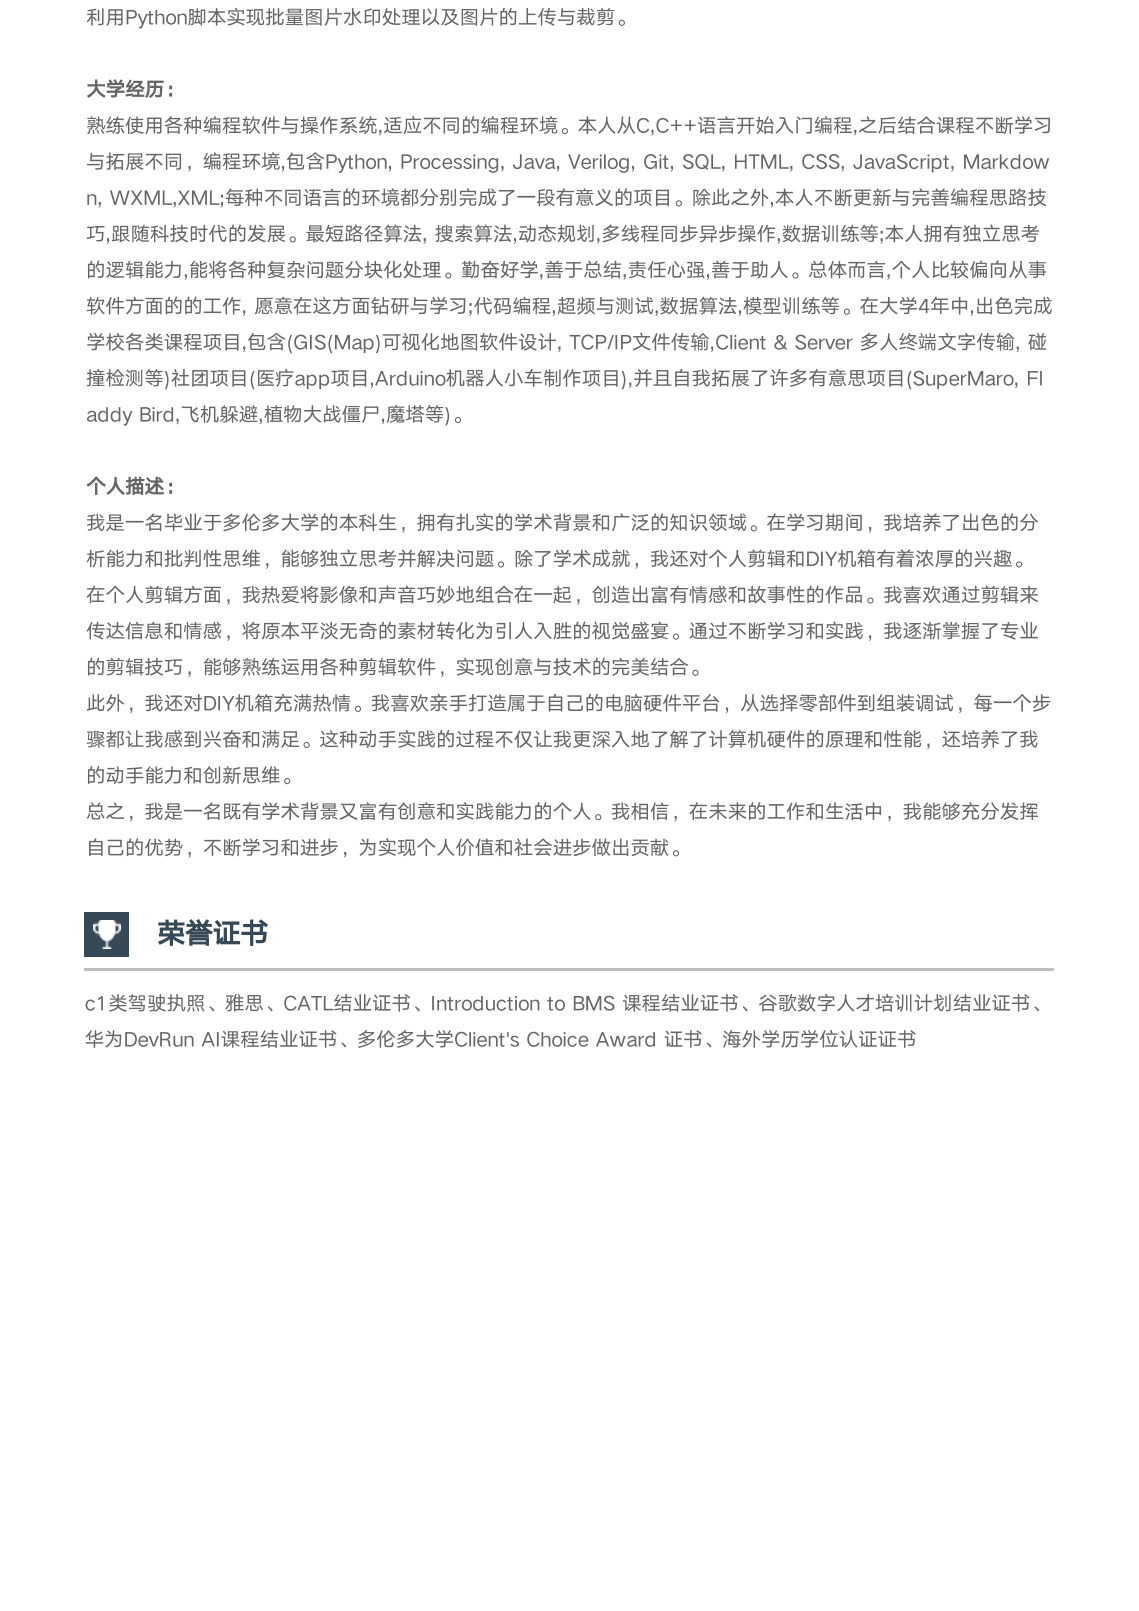 利用Python脚本实现批量图片水印处理以及图片的上传与裁剪。
大学经历：
熟练使用各种编程软件与操作系统,适应不同的编程环境。本人从C,C++语言开始入门编程,之后结合课程不断学习
与拓展不同，编程环境,包含Python, Processing, Java, Verilog, Git, SQL, HTML, CSS, JavaScript, Markdow
n, WXML,XML;每种不同语言的环境都分别完成了一段有意义的项目。除此之外,本人不断更新与完善编程思路技
巧,跟随科技时代的发展。最短路径算法, 搜索算法,动态规划,多线程同步异步操作,数据训练等;本人拥有独立思考
的逻辑能力,能将各种复杂问题分块化处理。勤奋好学,善于总结,责任心强,善于助人。总体而言,个人比较偏向从事
软件方面的的工作, 愿意在这方面钻研与学习;代码编程,超频与测试,数据算法,模型训练等。在大学4年中,出色完成
学校各类课程项目,包含(GIS(Map)可视化地图软件设计, TCP/IP文件传输,Client & Server 多人终端文字传输, 碰
撞检测等)社团项目(医疗app项目,Arduino机器人小车制作项目),并且自我拓展了许多有意思项目(SuperMaro, Fl
addy Bird,飞机躲避,植物大战僵尸,魔塔等)。
个人描述：
我是一名毕业于多伦多大学的本科生，拥有扎实的学术背景和广泛的知识领域。在学习期间，我培养了出色的分
析能力和批判性思维，能够独立思考并解决问题。除了学术成就，我还对个人剪辑和DIY机箱有着浓厚的兴趣。
在个人剪辑方面，我热爱将影像和声音巧妙地组合在一起，创造出富有情感和故事性的作品。我喜欢通过剪辑来
传达信息和情感，将原本平淡无奇的素材转化为引人入胜的视觉盛宴。通过不断学习和实践，我逐渐掌握了专业
的剪辑技巧，能够熟练运用各种剪辑软件，实现创意与技术的完美结合。
此外，我还对DIY机箱充满热情。我喜欢亲手打造属于自己的电脑硬件平台，从选择零部件到组装调试，每一个步
骤都让我感到兴奋和满足。这种动手实践的过程不仅让我更深入地了解了计算机硬件的原理和性能，还培养了我
的动手能力和创新思维。
总之，我是一名既有学术背景又富有创意和实践能力的个人。我相信，在未来的工作和生活中，我能够充分发挥
自己的优势，不断学习和进步，为实现个人价值和社会进步做出贡献。
荣誉证书
c1类驾驶执照、雅思、CATL结业证书、Introduction to BMS 课程结业证书、谷歌数字人才培训计划结业证书、
华为DevRun AI课程结业证书、多伦多大学Client's Choice Award 证书、海外学历学位认证证书